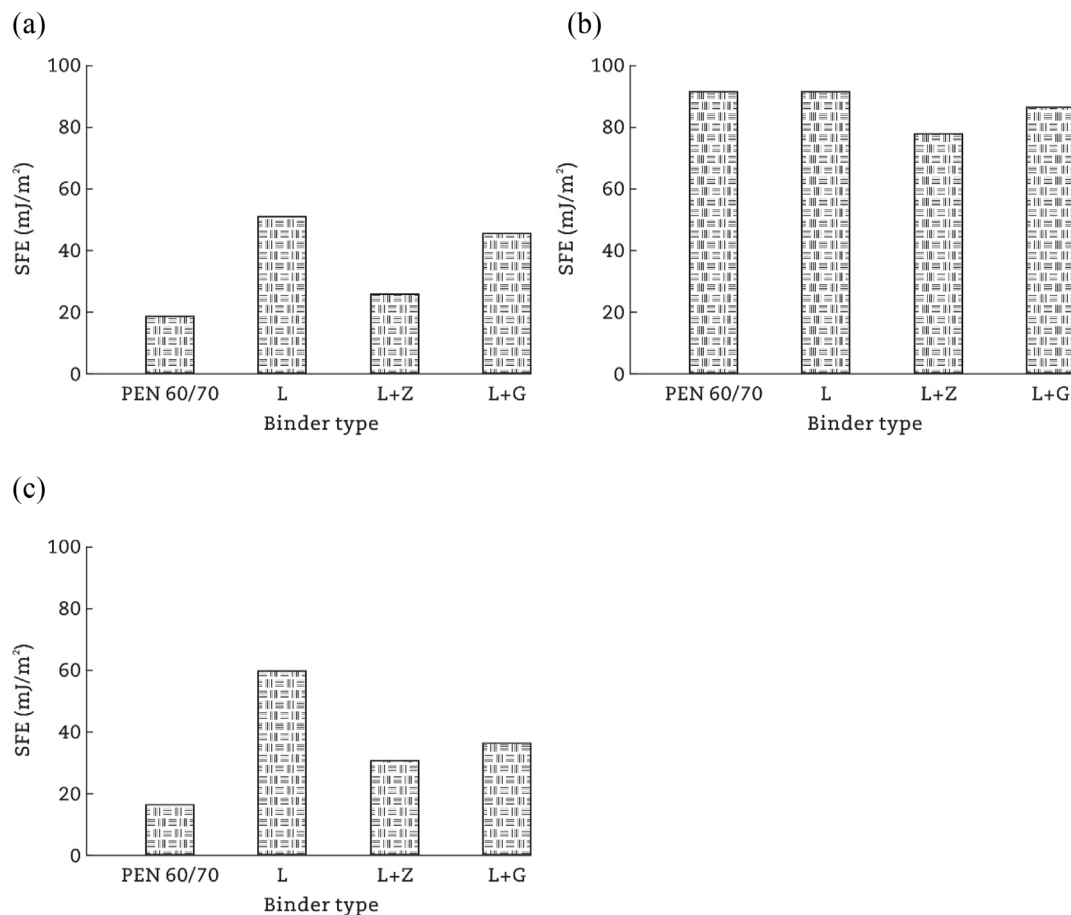 (a)
100
80
60
40
20
0
SFE (mJ/m²)
PEN 60/70 L L+Z L+G
Binder type
(b)
100
80
60
40
20
0
SFE (mJ/m²)
PEN 60/70 L L+Z L+G
Binder type
(c)
100
80
60
40
20
0
SFE (mJ/m²)
PEN 60/70 L L+Z L+G
Binder type